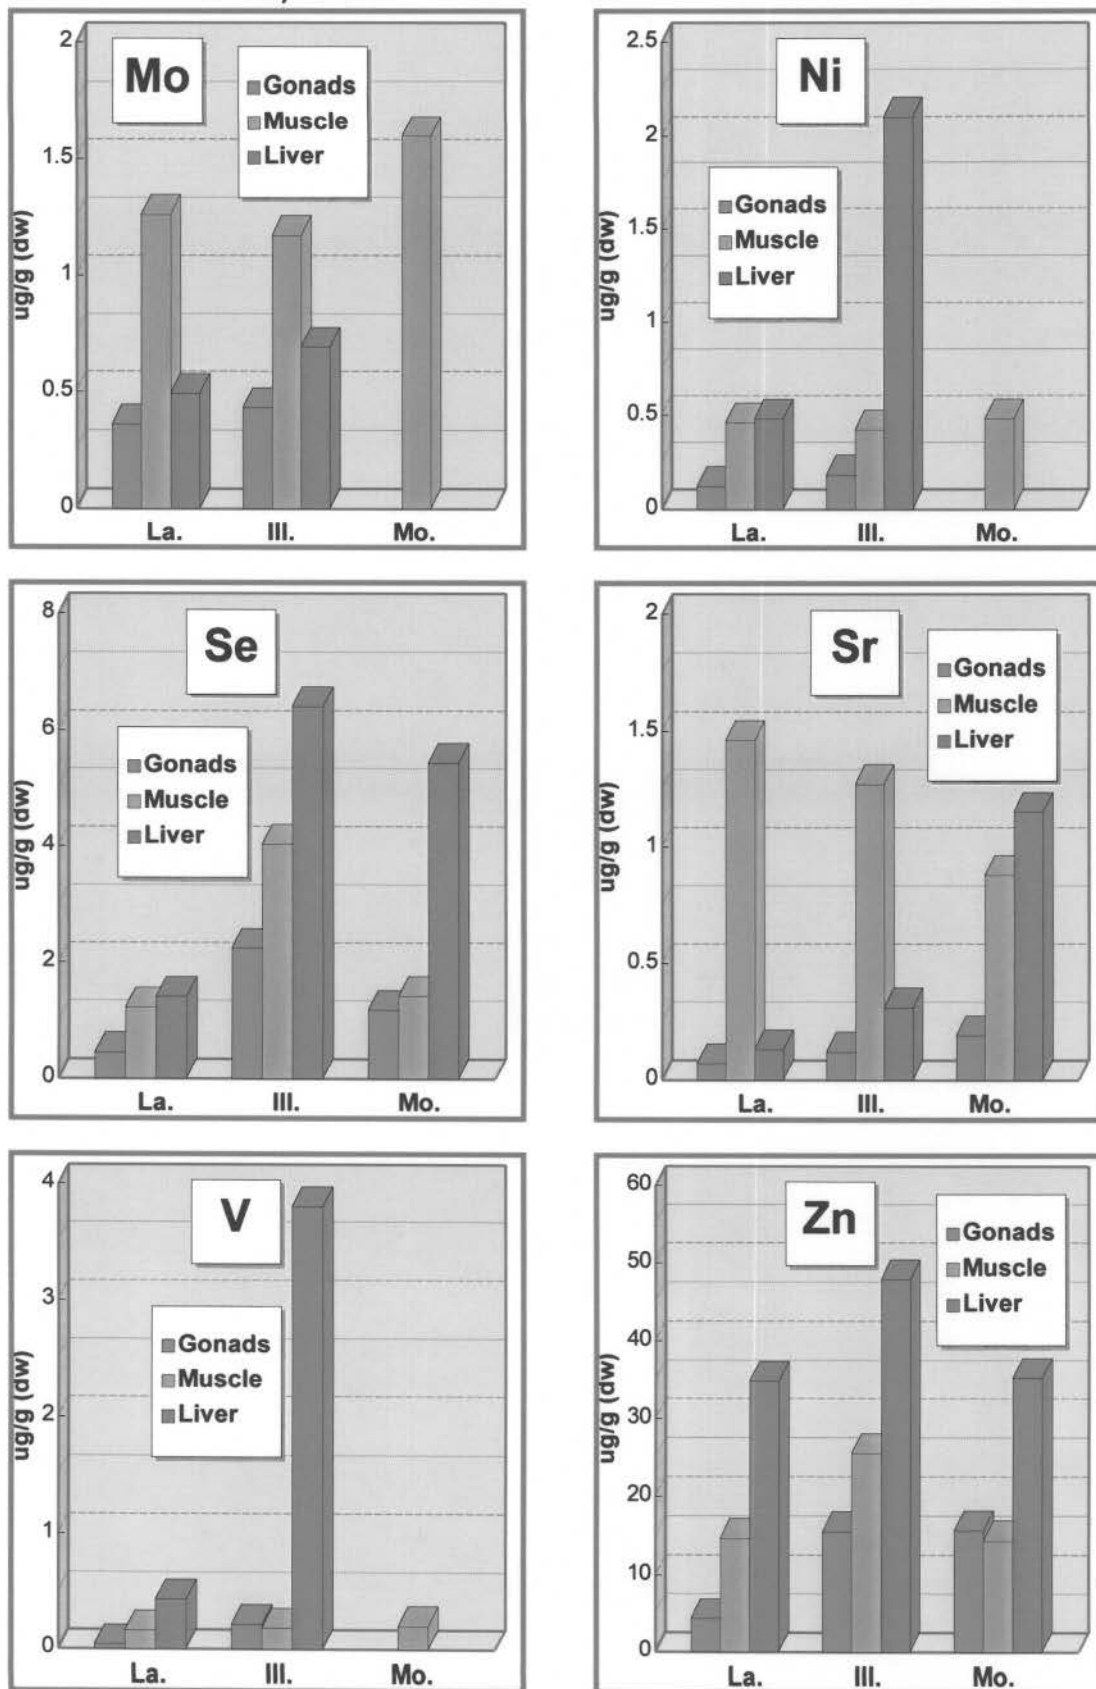 Mo
Gonads
Muscle
Liver
ug/g (dw)
2
1.5
1
0.5
0
La. Ill. Mo.
Ni
Gonads
Muscle
Liver
ug/g (dw)
2.5
2
1.5
1
0.5
0
La. Ill. Mo.
Se
Gonads
Muscle
Liver
ug/g (dw)
8
6
4
2
0
La. Ill. Mo.
Sr
Gonads
Muscle
Liver
ug/g (dw)
2
1.5
1
0.5
0
La. Ill. Mo.
V
Gonads
Muscle
Liver
ug/g (dw)
4
3
2
1
0
La. Ill. Mo.
Zn
Gonads
Muscle
Liver
ug/g (dw)
60
50
40
30
20
10
0
La. Ill. Mo.